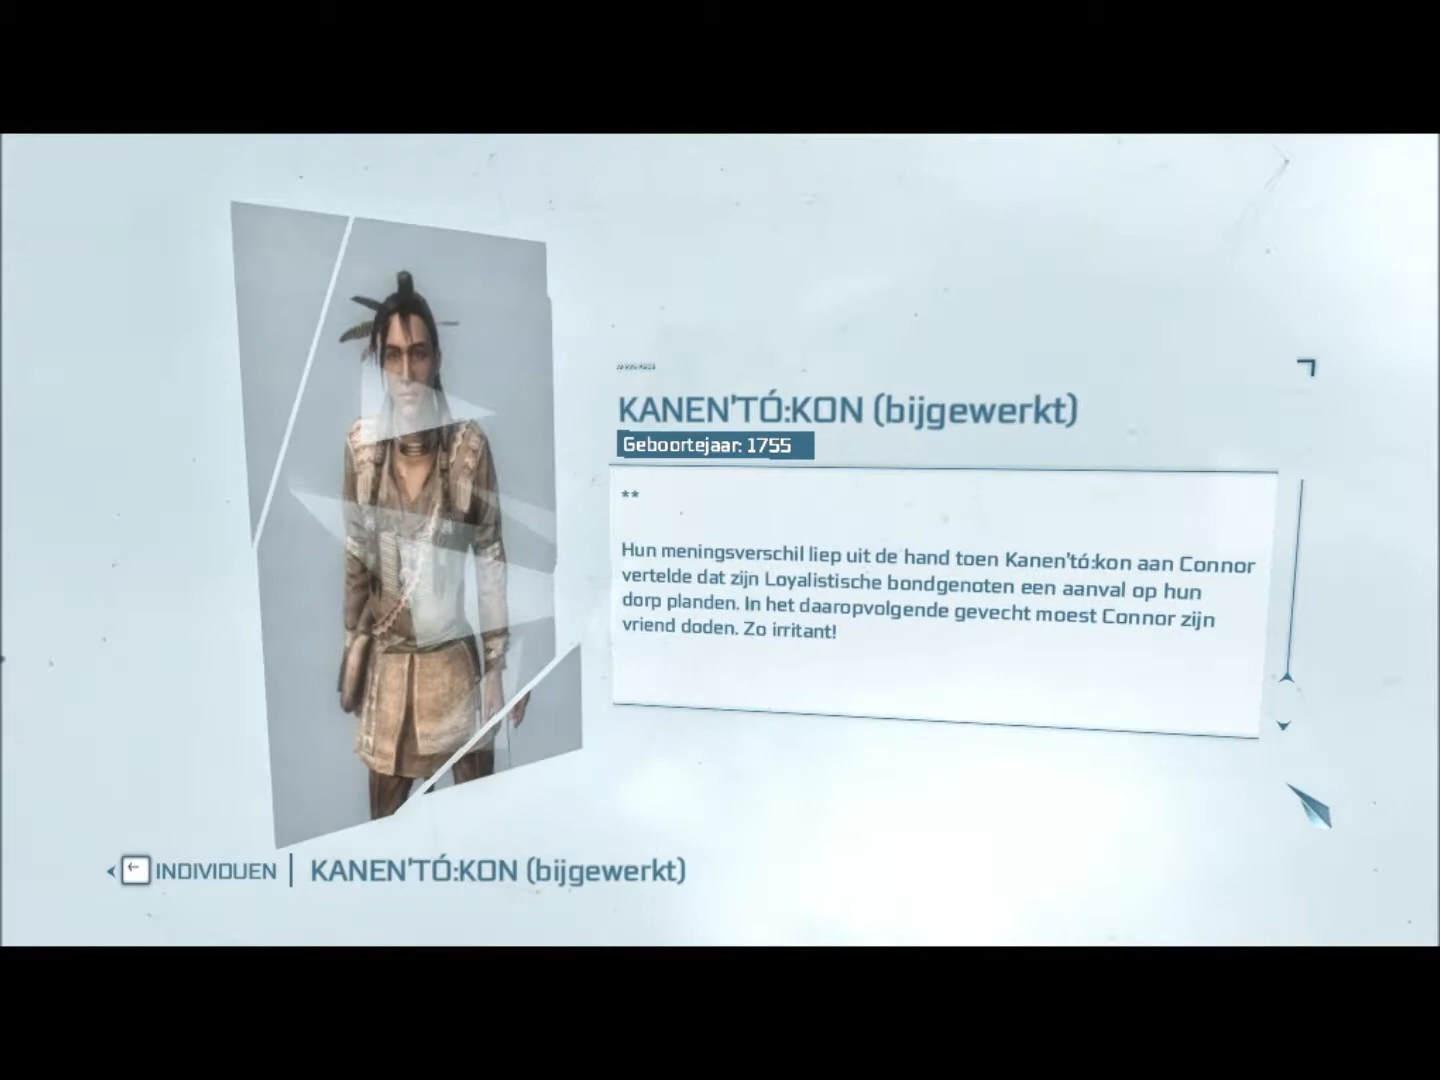 KANEN'TÓ:KON (bijgewerkt)
Geboortejaar: 1755
**
Hun meningsverschil liep uit de hand toen Kanen'tó:kon aan Connor
vertelde dat zijn Loyalistische bondgenoten een aanval op hun
dorp planden. In het daaropvolgende gevecht moest Connor zijn
vriend doden. Zo irritant!
INDIVIDUEN | KANEN'TÓ:KON (bijgewerkt)